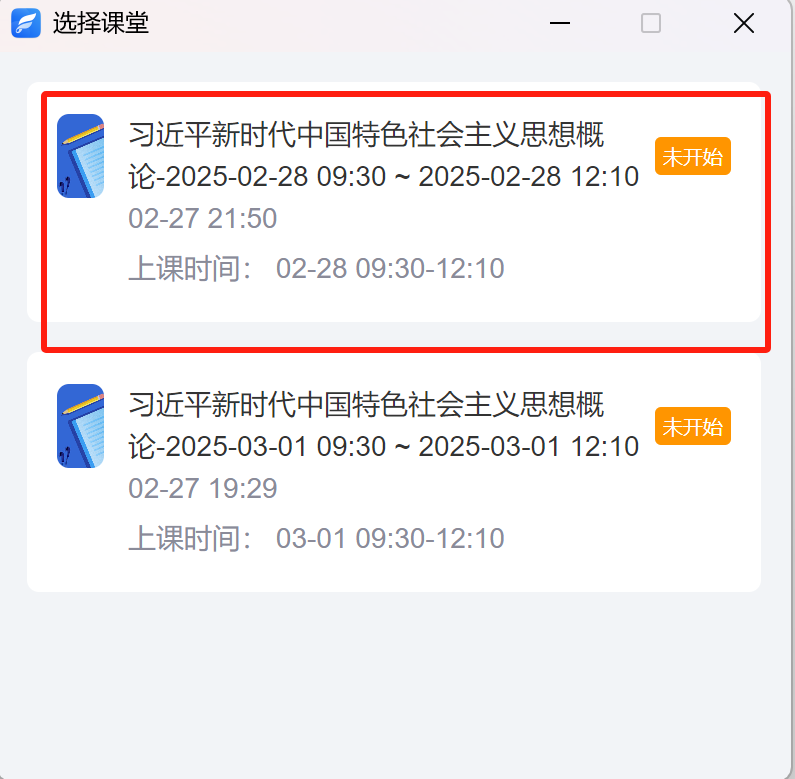 选择课堂
习近平新时代中国特色社会主义思想概
论-2025-02-28 09:30 ~ 2025-02-28 12:10
未开始
02-27 21:50
上课时间： 02-28 09:30-12:10
习近平新时代中国特色社会主义思想概
论-2025-03-01 09:30 ~ 2025-03-01 12:10
未开始
02-27 19:29
上课时间： 03-01 09:30-12:10